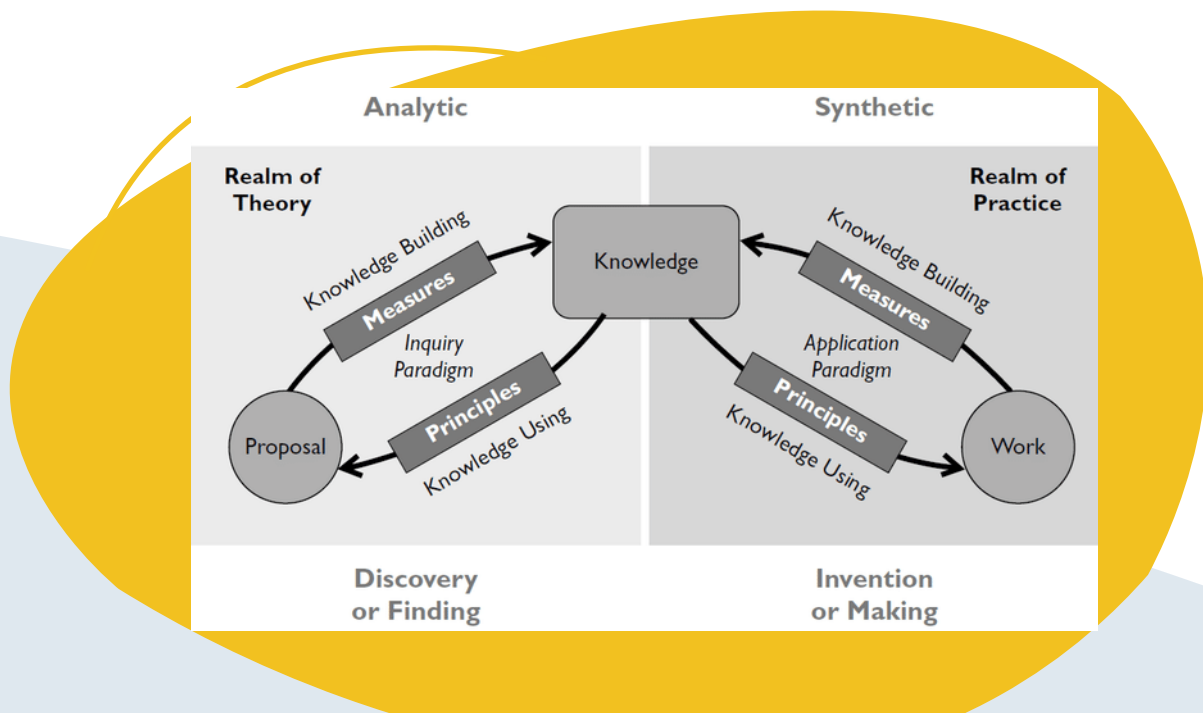 Analytic
Synthetic
Realm of
Theory
Realm of
Practice
Knowledge Building
Measures
Inquiry
Paradigm
Principles
Knowledge Using
Proposal
Knowledge
Knowledge Building
Measures
Application
Paradigm
Principles
Knowledge Using
Work
Discovery
or Finding
Invention
or Making